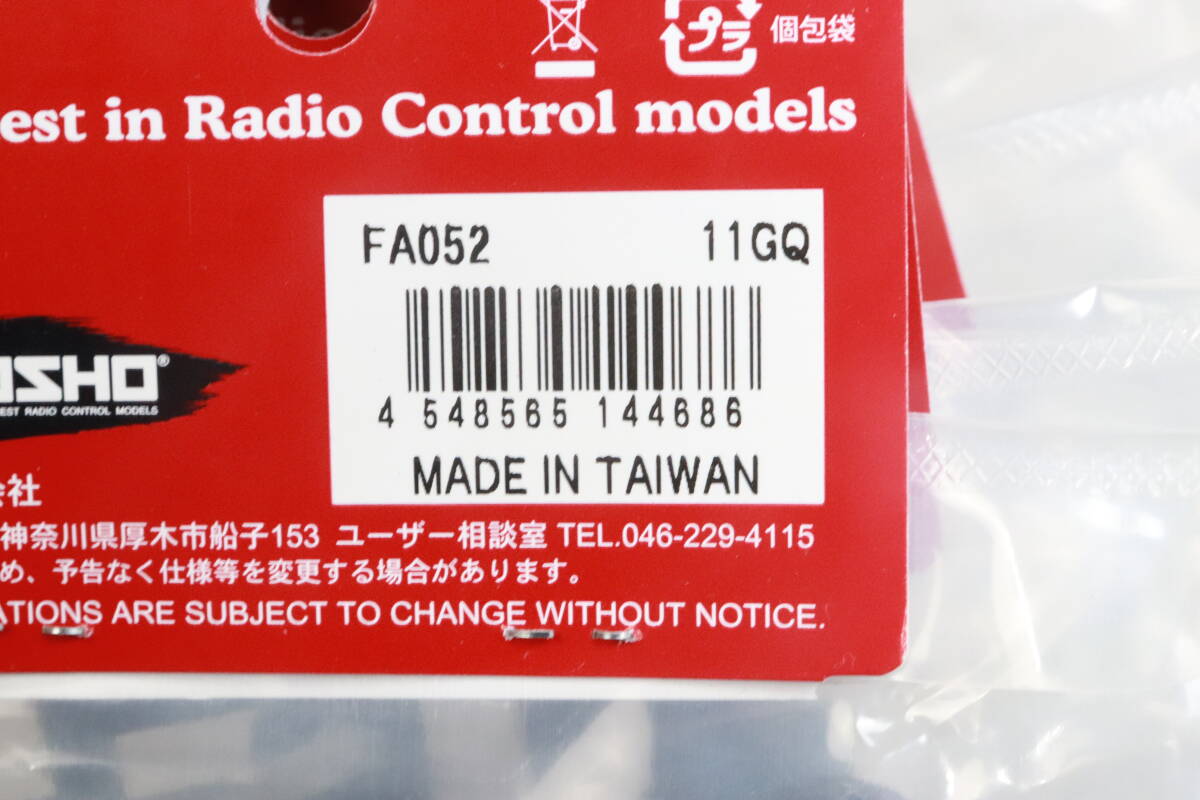 プラ 個包袋
est in Radio Control models
FA052 11GQ
4 548565 144686
MADE IN TAIWAN
OSHO®
EST RADIO CONTROL MODELS
会社
神奈川県厚木市船子153 ユーザー相談室 TEL.046-229-4115
め、予告なく仕様等を変更する場合があります。
ATIONS ARE SUBJECT TO CHANGE WITHOUT NOTICE.